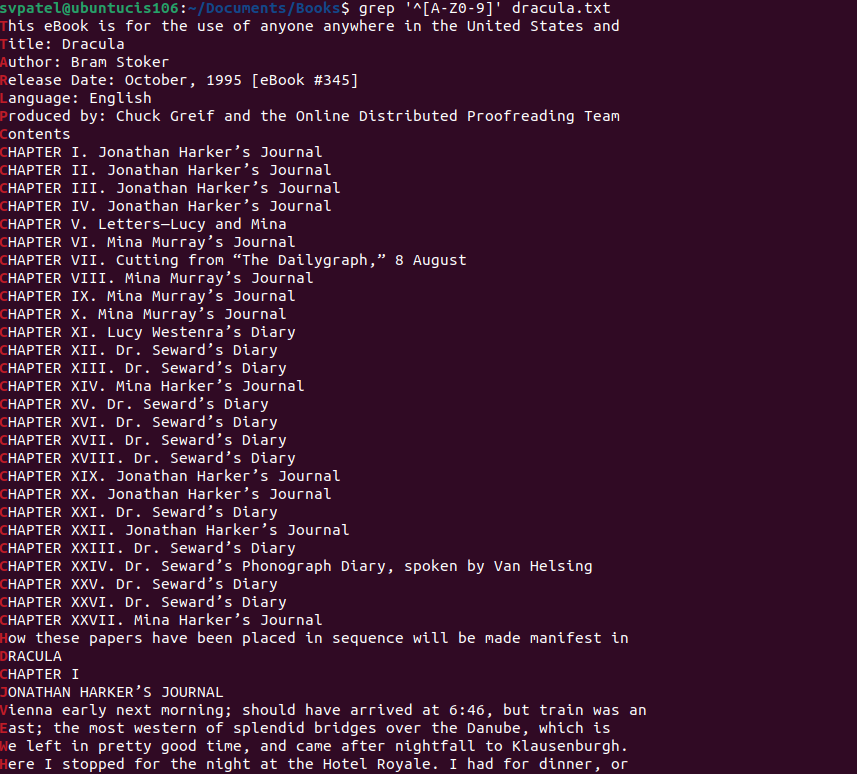 svpatel@ubuntucis106:~/Documents/Books$ grep '^[A-Z0-9]' dracula.txt
This eBook is for the use of anyone anywhere in the United States and
Title: Dracula
Author: Bram Stoker
Release Date: October, 1995 [eBook #345]
Language: English
Produced by: Chuck Greif and the Online Distributed Proofreading Team
Contents
CHAPTER I. Jonathan Harker’s Journal
CHAPTER II. Jonathan Harker’s Journal
CHAPTER III. Jonathan Harker’s Journal
CHAPTER IV. Jonathan Harker’s Journal
CHAPTER V. Letters—Lucy and Mina
CHAPTER VI. Mina Murray’s Journal
CHAPTER VII. Cutting from “The Dailygraph,” 8 August
CHAPTER VIII. Mina Murray’s Journal
CHAPTER IX. Mina Murray’s Journal
CHAPTER X. Mina Murray’s Journal
CHAPTER XI. Lucy Westenra’s Diary
CHAPTER XII. Dr. Seward’s Diary
CHAPTER XIII. Dr. Seward’s Diary
CHAPTER XIV. Mina Harker’s Journal
CHAPTER XV. Dr. Seward’s Diary
CHAPTER XVI. Dr. Seward’s Diary
CHAPTER XVII. Dr. Seward’s Diary
CHAPTER XVIII. Dr. Seward’s Diary
CHAPTER XIX. Jonathan Harker’s Journal
CHAPTER XX. Jonathan Harker’s Journal
CHAPTER XXI. Dr. Seward’s Diary
CHAPTER XXII. Jonathan Harker’s Journal
CHAPTER XXIII. Dr. Seward’s Diary
CHAPTER XXIV. Dr. Seward’s Phonograph Diary, spoken by Van Helsing
CHAPTER XXV. Dr. Seward’s Diary
CHAPTER XXVI. Dr. Seward’s Diary
CHAPTER XXVII. Mina Harker’s Journal
How these papers have been placed in sequence will be made manifest in
DRACULA
CHAPTER I
JONATHAN HARKER’S JOURNAL
Vienna early next morning; should have arrived at 6:46, but train was an
East; the most western of splendid bridges over the Danube, which is
We left in pretty good time, and came after nightfall to Klausenburgh.
Here I stopped for the night at the Hotel Royale. I had for dinner, or